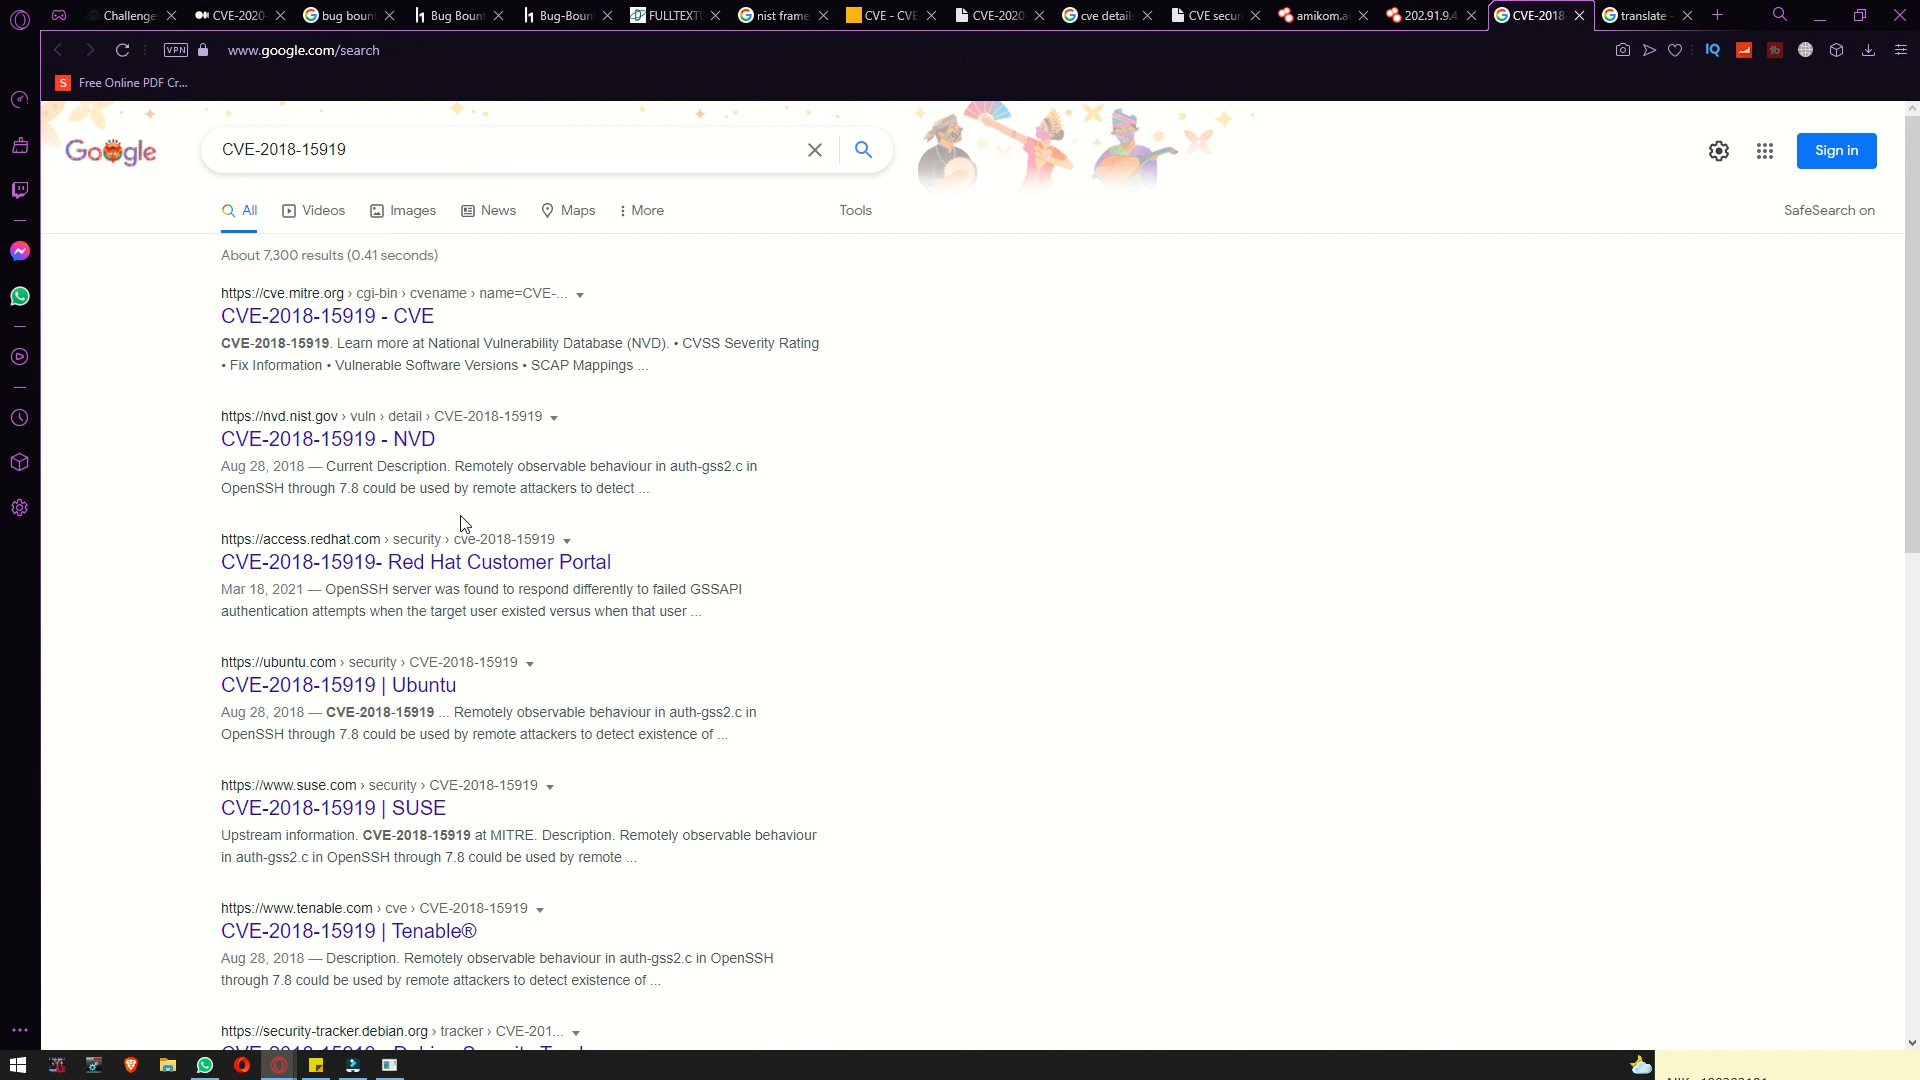 Challenge
CVE-2020
bug bount
Bug Bount
Bug-Boun
FULLTEXT
nist frame
CVE - CVE
CVE-2020
cve detail
CVE secur
amikom.a
202.91.9.4
CVE-2018
translate -
VPN
www.google.com/search
IQ
S Free Online PDF Cr...
Google
CVE-2018-15919
Sign in
All
Videos
Images
News
Maps
More
Tools
SafeSearch on
About 7,300 results (0.41 seconds)
https://cve.mitre.org › cgi-bin › cvename › name=CVE-...
CVE-2018-15919 - CVE
CVE-2018-15919. Learn more at National Vulnerability Database (NVD). • CVSS Severity Rating
• Fix Information • Vulnerable Software Versions • SCAP Mappings ...
https://nvd.nist.gov › vuln › detail › CVE-2018-15919
CVE-2018-15919 - NVD
Aug 28, 2018 — Current Description. Remotely observable behaviour in auth-gss2.c in
OpenSSH through 7.8 could be used by remote attackers to detect ...
https://access.redhat.com › security › cve-2018-15919
CVE-2018-15919- Red Hat Customer Portal
Mar 18, 2021 — OpenSSH server was found to respond differently to failed GSSAPI
authentication attempts when the target user existed versus when that user ...
https://ubuntu.com › security › CVE-2018-15919
CVE-2018-15919 | Ubuntu
Aug 28, 2018 — CVE-2018-15919 ... Remotely observable behaviour in auth-gss2.c in
OpenSSH through 7.8 could be used by remote attackers to detect existence of ...
https://www.suse.com › security › CVE-2018-15919
CVE-2018-15919 | SUSE
Upstream information. CVE-2018-15919 at MITRE. Description. Remotely observable behaviour
in auth-gss2.c in OpenSSH through 7.8 could be used by remote ...
https://www.tenable.com › cve › CVE-2018-15919
CVE-2018-15919 | Tenable®
Aug 28, 2018 — Description. Remotely observable behaviour in auth-gss2.c in OpenSSH
through 7.8 could be used by remote attackers to detect existence of ...
https://security-tracker.debian.org › tracker › CVE-201...